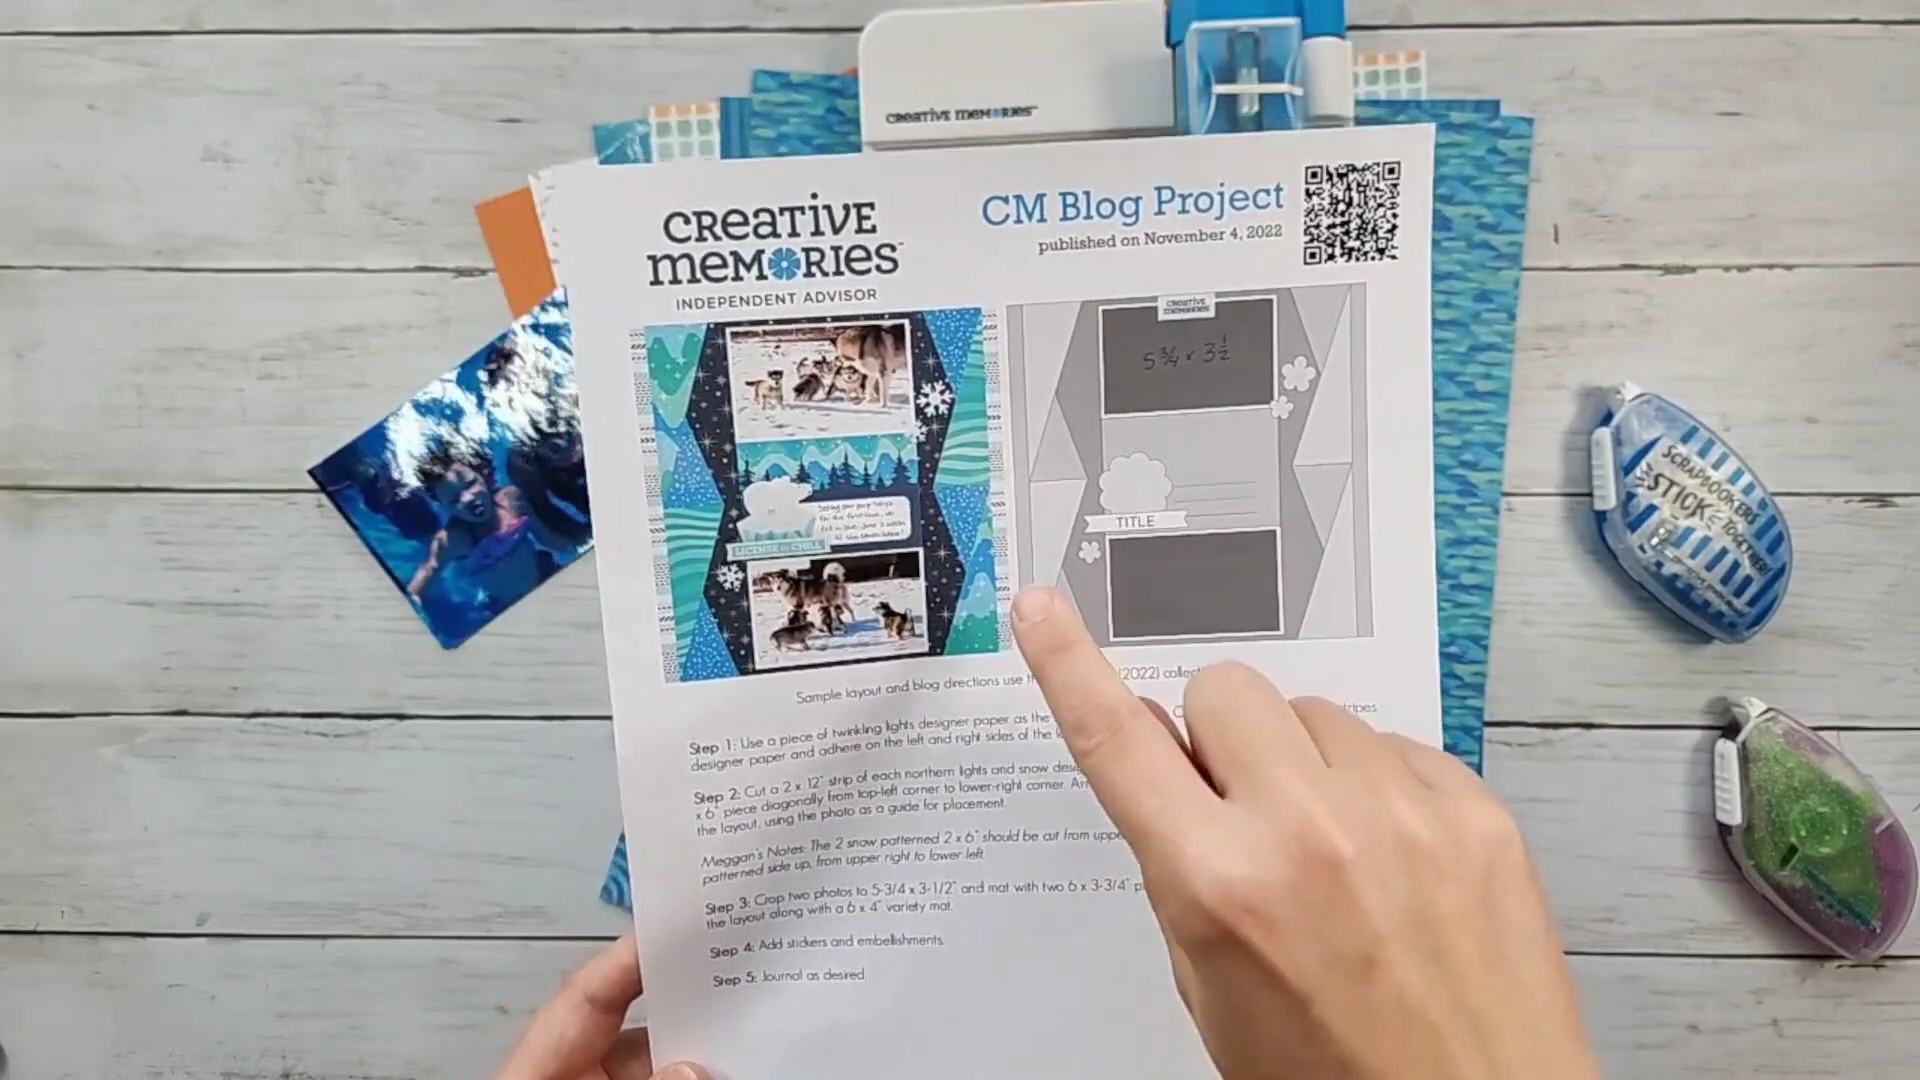 CREATIVE MEMORIES
CREATIVE
MEMORIES
INDEPENDENT ADVISOR
CM Blog Project
published on November 4, 2022
CREATIVE
MEMORIES
5 3/4 x 3 1/2
TITLE
LICENSE TO CHILL
Sample layout and blog directions use (2022)
Step 1: Use a piece of twinkling lights designer paper as the
designer paper and adhere on the left and right sides of the
Step 2: Cut a 2 x 12" strip of each northern lights and snow
x 6" piece diagonally from top-left corner to lower-right corner.
the layout, using the photo as a guide for placement.
Meggan's Notes: The 2 snow patterned 2 x 6" should be cut from
patterned side up, from upper right to lower left.
Step 3: Crop two photos to 5-3/4 x 3-1/2" and mat with two 6 x 3-3/4"
the layout along with a 6 x 4" variety mat.
Step 4: Add stickers and embellishments.
Step 5: Journal as desired.
SCRAPBOOKERS
STICK
TOGETHER!